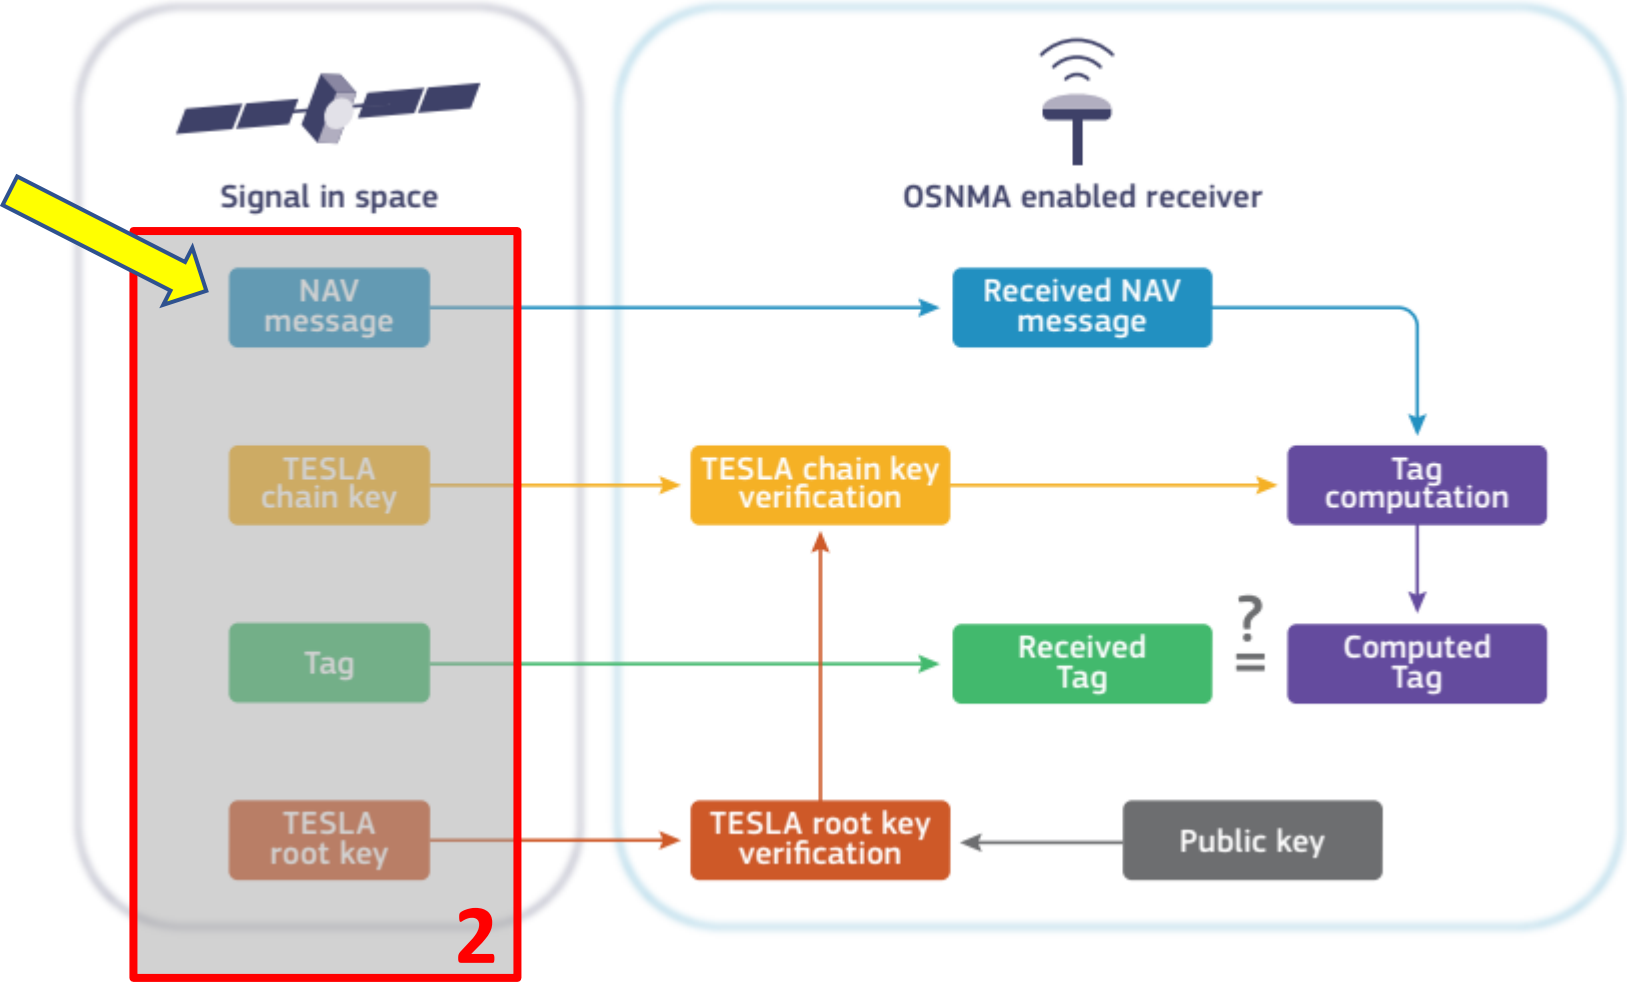 Signal in space
OSNMA enabled receiver
NAV
message
Received NAV
message
TESLA
chain key
TESLA chain key
verification
Tag
computation
Tag
Received
Tag
?
=
Computed
Tag
TESLA
root key
TESLA root key
verification
Public key
2